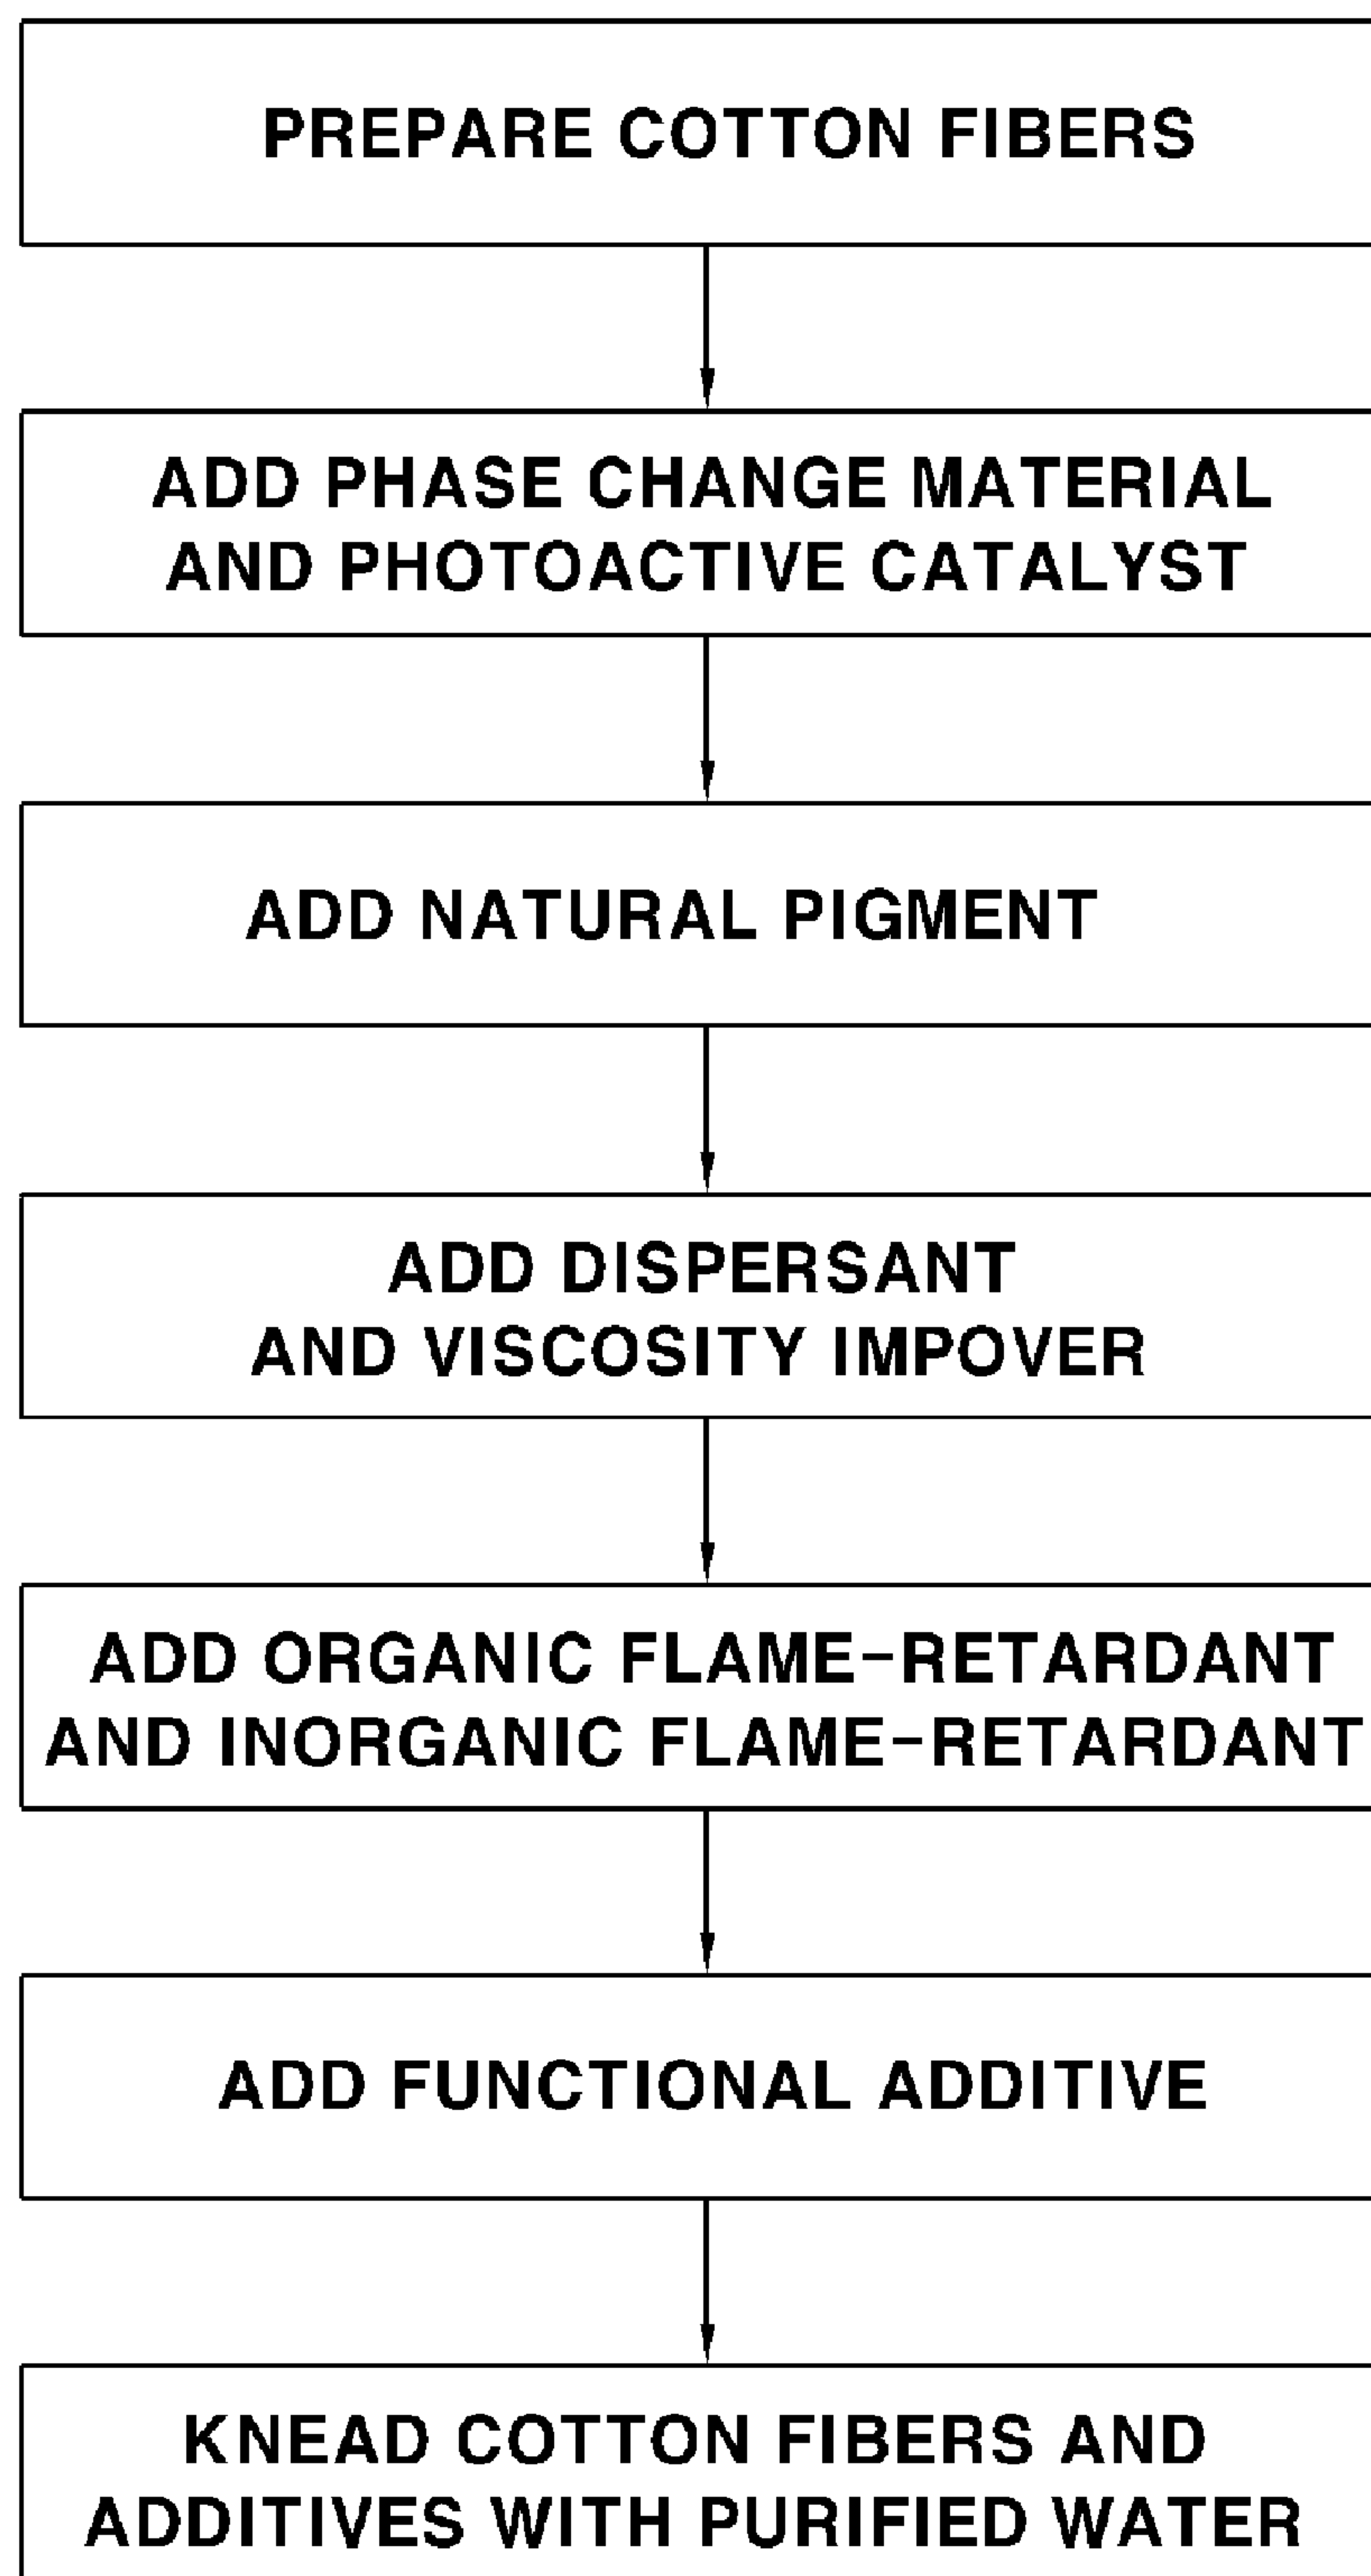 PREPARE COTTON FIBERS
ADD PHASE CHANGE MATERIAL
AND PHOTOACTIVE CATALYST
ADD NATURAL PIGMENT
ADD DISPERSANT
AND VISCOSITY IMPOVER
ADD ORGANIC FLAME-RETARDANT
AND INORGANIC FLAME-RETARDANT
ADD FUNCTIONAL ADDITIVE
KNEAD COTTON FIBERS AND
ADDITIVES WITH PURIFIED WATER